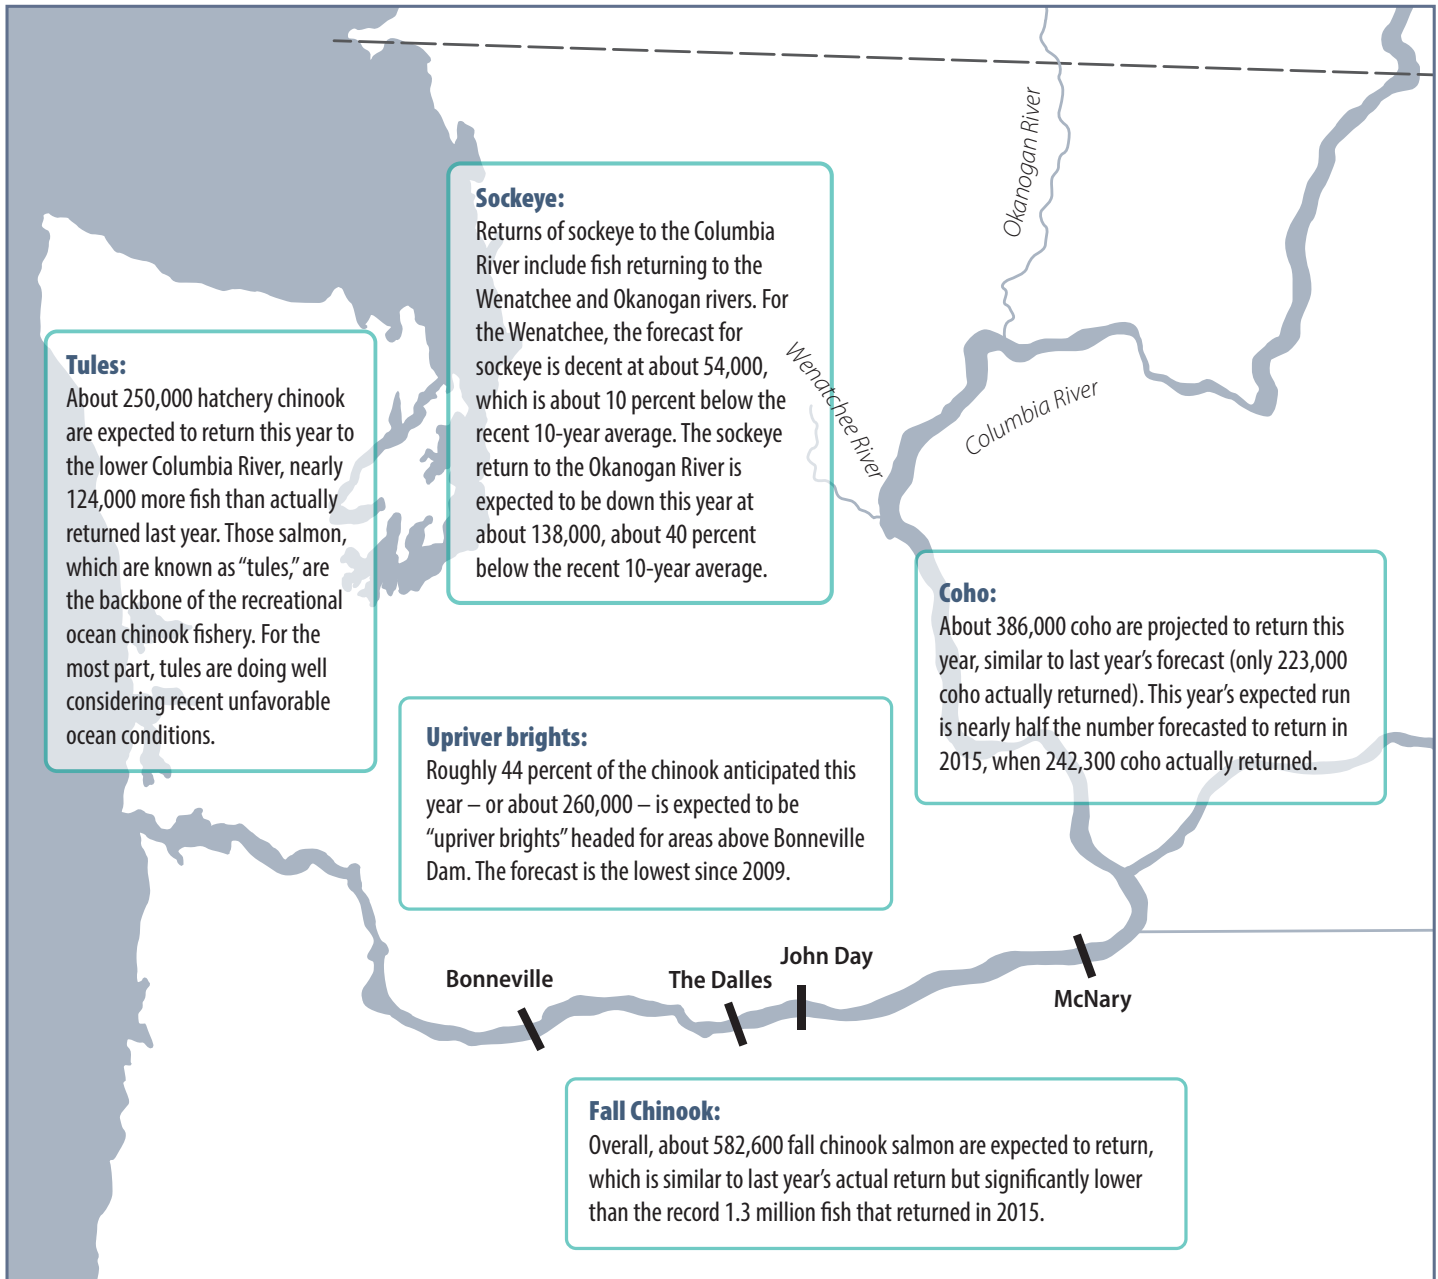 Okanogan River
Sockeye:
Returns of sockeye to the Columbia
River include fish returning to the
Wenatchee and Okanogan rivers. For
the Wenatchee, the forecast for
sockeye is decent at about 54,000,
which is about 10 percent below the
recent 10-year average. The sockeye
return to the Okanogan River is
expected to be down this year at
about 138,000, about 40 percent
below the recent 10-year average.
Tules:
About 250,000 hatchery chinook
are expected to return this year to
the lower Columbia River, nearly
124,000 more fish than actually
returned last year. Those salmon,
which are known as “tules,” are
the backbone of the recreational
ocean chinook fishery. For the
most part, tules are doing well
considering recent unfavorable
ocean conditions.
Wenatchee River
Columbia River
Coho:
About 386,000 coho are projected to return this
year, similar to last year’s forecast (only 223,000
coho actually returned). This year’s expected run
is nearly half the number forecasted to return in
2015, when 242,300 coho actually returned.
Upriver brights:
Roughly 44 percent of the chinook anticipated this
year – or about 260,000 – is expected to be
“upriver brights” headed for areas above Bonneville
Dam. The forecast is the lowest since 2009.
Bonneville
The Dalles
John Day
McNary
Fall Chinook:
Overall, about 582,600 fall chinook salmon are expected to return,
which is similar to last year’s actual return but significantly lower
than the record 1.3 million fish that returned in 2015.